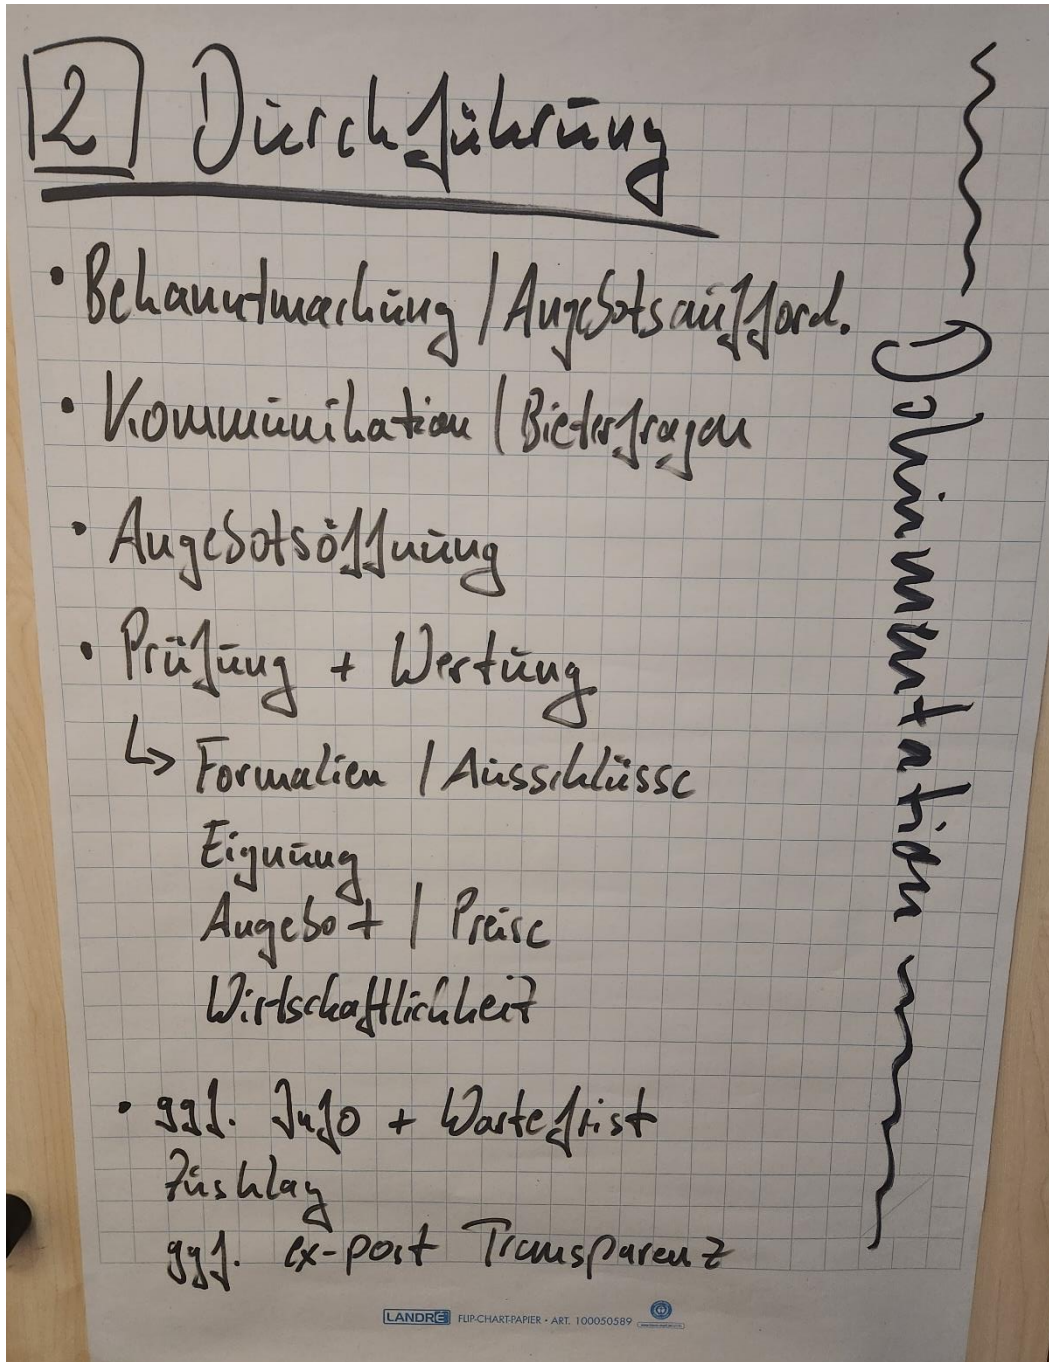 2 Durchführung
• Bekanntmachung / Angebotsaufford.
• Kommunikation / Bieterfragen
• Angebotsöffnung
• Prüfung + Wertung
↳ Formalien / Ausschlüsse
Eignung
Angebot / Preise
Wirtschaftlichkeit
• ggf. Info + Wartefrist
Zuschlag
ggf. ex-post Transparenz
Dokumentation
LANDRÉ FLIP-CHART-PAPIER • ART. 100050589